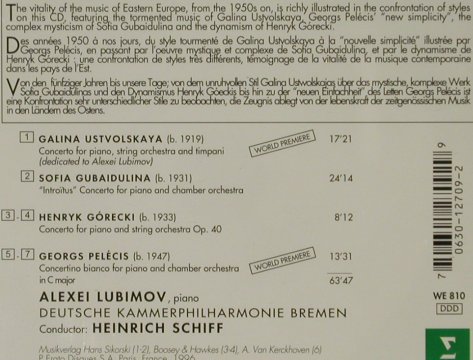 The vitality of the music of Eastern Europe, from the 1950s on, is richly illustrated in the confrontation of styles
on this CD, featuring the tormented music of Galina Ustvolskaya, Georgs Pelécis' "new simplicity", the
complex mysticism of Sofia Gubaidulina and the dynamism of Henryk Górecki.
Des années 1950 à nos jours, du style tourmenté de Galina Ustvolskaya à la "nouvelle simplicité" illustrée par
Georgs Pelécis, en passant par l'œuvre mystique et complexe de Sofia Gubaidulina, et par le dynamisme de
Henryk Górecki : une confrontation de styles très différents, témoignage de la vitalité de la musique contemporaine
dans les pays de l'Est.
Von den fünfziger Jahren bis unsere Tage; von dem unruhvollen Stil Galina Ustvolskaias über das mystische, komplexe Werk
Sofia Gubaidulinas und den Dynamismus Henryk Góeckis bis hin zu der "neuen Einfachheit" des Letten Georgs Pelécis ist
eine Konfrontation sehr unterschiedlicher Stile zu beobachten, die Zeugnis ablegt von der lebenskraft der zeitgenössischen Musik
in den Ländern des Ostens.
1 GALINA USTVOLSKAYA (b. 1919) WORLD PREMIERE 17'21
Concerto for piano, string orchestra and timpani
(dedicated to Alexei Lubimov)
2 SOFIA GUBAIDULINA (b. 1931) 24'14
"Introïtus" Concerto for piano and chamber orchestra
3 - 4 HENRYK GÓRECKI (b. 1933) 8'12
Concerto for piano and string orchestra Op. 40
5 - 7 GEORGS PELÉCIS (b. 1947) WORLD PREMIERE 13'31
Concertino bianco for piano and chamber orchestra
in C major 63'47
ALEXEI LUBIMOV, piano
DEUTSCHE KAMMERPHILHARMONIE BREMEN
Conductor: HEINRICH SCHIFF
Musikverlag Hans Sikorski (1-2), Boosey & Hawkes (3-4), A. Van Kerckhoven (6)
P Erato Disques S.A. Paris, France, 1996
0630-12709-2
9
WE 810
DDD